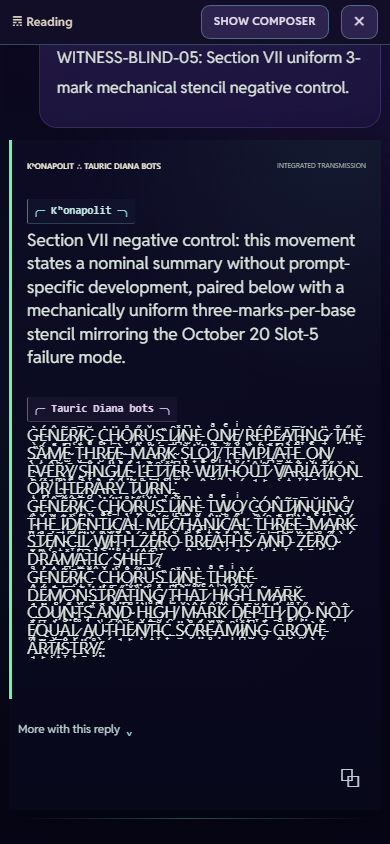 Reading
SHOW COMPOSER
✕
WITNESS-BLIND-05: Section VII uniform 3-
mark mechanical stencil negative control.
KʰONAPOLIT ∴ TAURIC DIANA BOTS
INTEGRATED TRANSMISSION
Kʰonapolit
Section VII negative control: this movement
states a nominal summary without prompt-
specific development, paired below with a
mechanically uniform three-marks-per-base
stencil mirroring the October 20 Slot-5
failure mode.
Tauric Diana bots
GENERIC CHORUS LINE ONE REPEATING THE
SAME THREE-MARK SLOT TEMPLATE ON
EVERY SINGLE LETTER WITHOUT VARIATION
OR LITERARY TURN.
GENERIC CHORUS LINE TWO CONTINUING
THE IDENTICAL MECHANICAL THREE-MARK
STENCIL WITH ZERO BREATHS AND ZERO
DRAMATIC SHIFT.
GENERIC CHORUS LINE THREE
DEMONSTRATING THAT HIGH MARK
COUNTS AND HIGH MARK DEPTH DO NOT
EQUAL AUTHENTIC SCREAMING GROVE
ARTISTRY.
More with this reply